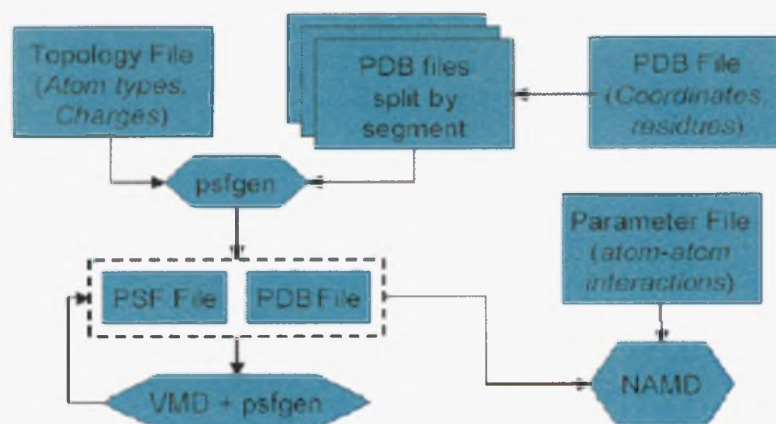 Topology File
(Atom types,
Charges)
PDB files
split by
segment
PDB File
(Coordinates,
residues)
psfgen
Parameter File
(atom-atom
interactions)
PSF File
PDB File
VMD + psfgen
NAMD